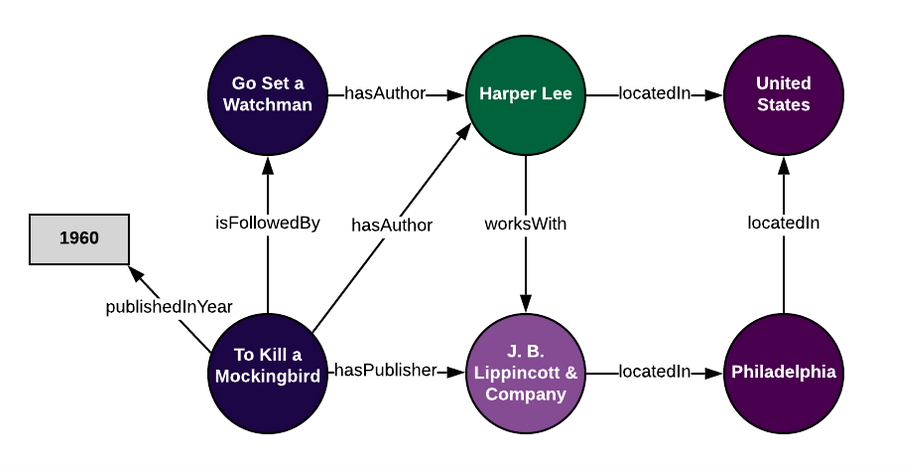 Go Set a
Watchman
hasAuthor
Harper Lee
locatedIn
United
States
isFollowedBy
hasAuthor
worksWith
locatedIn
1960
publishedInYear
To Kill a
Mockingbird
hasPublisher
J. B.
Lippincott &
Company
locatedIn
Philadelphia